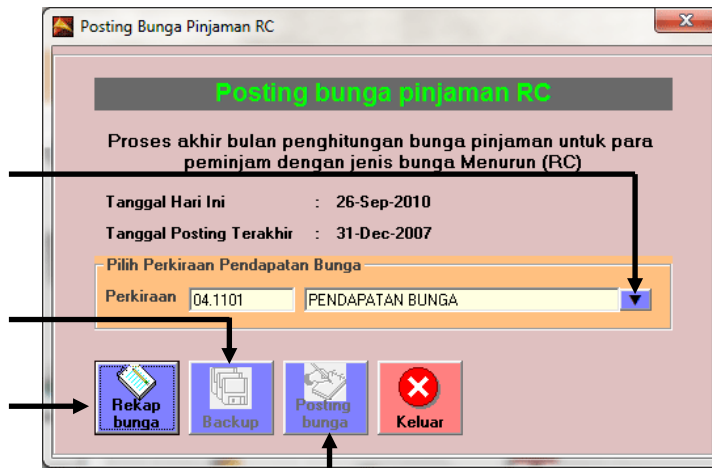 Posting Bunga Pinjaman RC
Posting bunga pinjaman RC
Proses akhir bulan penghitungan bunga pinjaman untuk para
peminjam dengan jenis bunga Menurun (RC)
Tanggal Hari Ini : 26-Sep-2010
Tanggal Posting Terakhir : 31-Dec-2007
Pilih Perkiraan Pendapatan Bunga
Perkiraan 04.1101 PENDAPATAN BUNGA
Rekap
bunga
Backup
Posting
bunga
Keluar